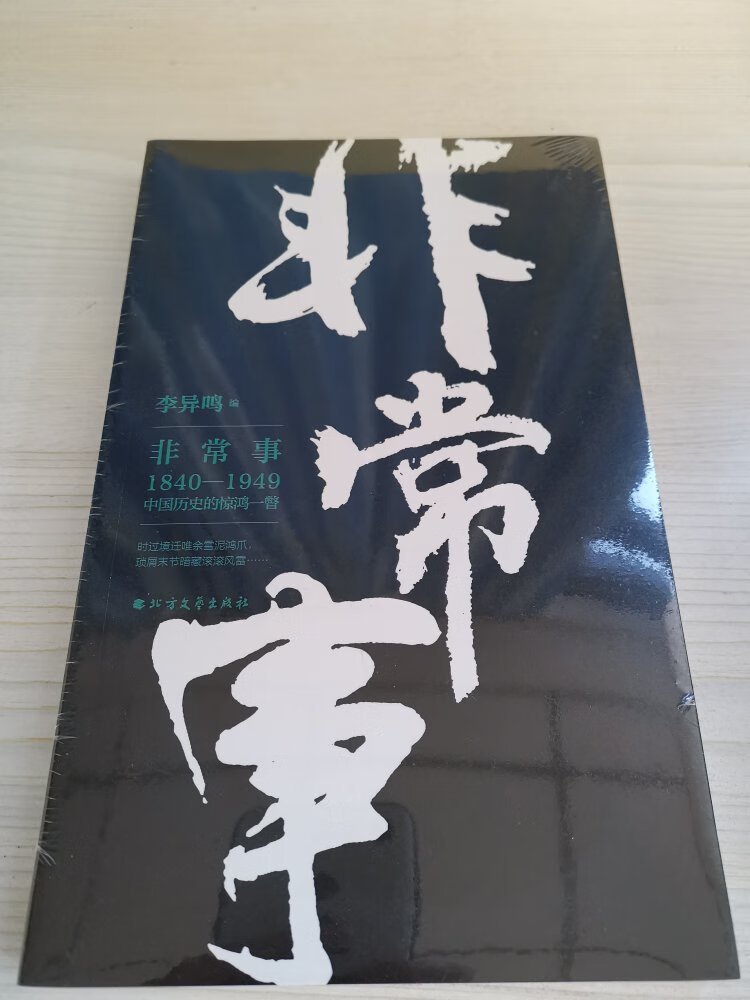 非常事
李异鸣 编
非常事
1840—1949
中国历史的惊鸿一瞥
时过境迁唯余雪泥鸿爪，
琐屑末节暗藏滚滚风雷……
北方文艺出版社